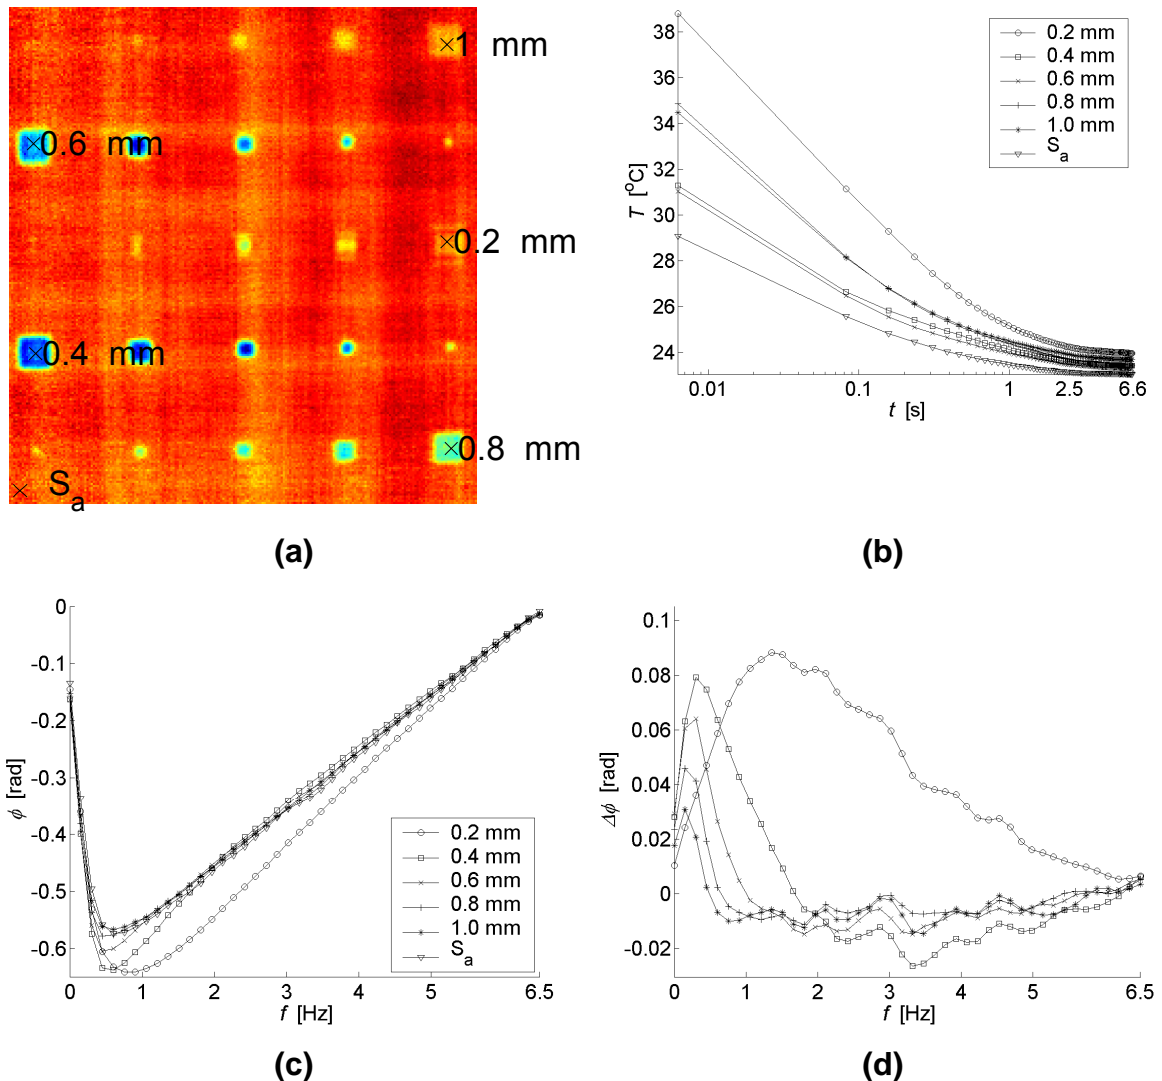 1 mm
0.6 mm
0.2 mm
0.4 mm
0.8 mm
S_a
(a)
38
36
34
32
30
28
26
24
T [°C]
0.01
0.1
1
2.5
6.6
t [s]
0.2 mm
0.4 mm
0.6 mm
0.8 mm
1.0 mm
S_a
(b)
0
-0.1
-0.2
-0.3
-0.4
-0.5
-0.6
ϕ [rad]
0
1
2
3
4
5
6.5
f [Hz]
0.2 mm
0.4 mm
0.6 mm
0.8 mm
1.0 mm
S_a
(c)
0.1
0.08
0.06
0.04
0.02
0
-0.02
Δϕ [rad]
0
1
2
3
4
5
6.5
f [Hz]
(d)